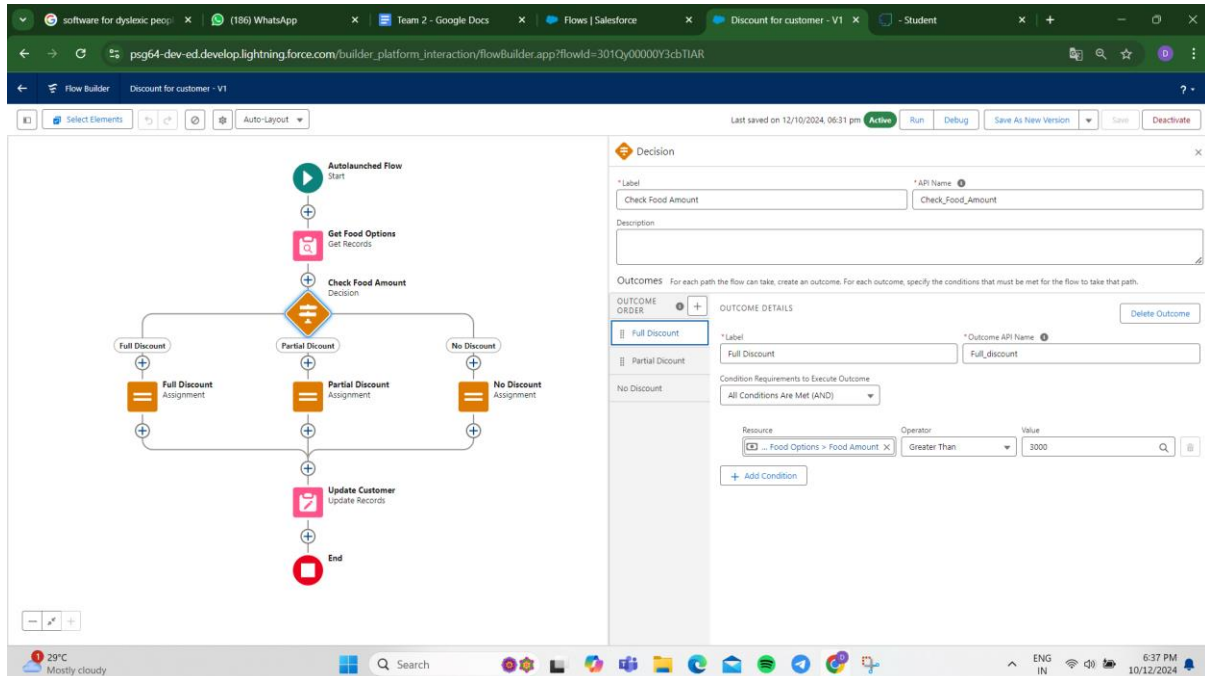 software for dyslexic peopl
(186) WhatsApp
Team 2 - Google Docs
Flows | Salesforce
Discount for customer - V1
- Student
psg64-dev-ed.develop.lightning.force.com/builder_platform_interaction/flowBuilder.app?flowId=301Qy00000Y3cbTIAR
D
Flow Builder
Discount for customer - V1
?
Select Elements
Auto-Layout
Last saved on 12/10/2024, 06:31 pm
Active
Run
Debug
Save As New Version
Save
Deactivate
Autolaunched Flow
Start
Get Food Options
Get Records
Check Food Amount
Decision
Full Discount
Partial Dicount
No Discount
Full Discount
Assignment
Partial Discount
Assignment
No Discount
Assignment
Update Customer
Update Records
End
Decision
*Label
Check Food Amount
*API Name
Check_Food_Amount
Description
Outcomes For each path the flow can take, create an outcome. For each outcome, specify the conditions that must be met for the flow to take that path.
OUTCOME
ORDER
Full Discount
Partial Dicount
No Discount
OUTCOME DETAILS
Delete Outcome
*Label
Full Discount
*Outcome API Name
Full_discount
Condition Requirements to Execute Outcome
All Conditions Are Met (AND)
Resource
... Food Options > Food Amount
Operator
Greater Than
Value
3000
+ Add Condition
1
29°C
Mostly cloudy
Search
ENG
IN
6:37 PM
10/12/2024